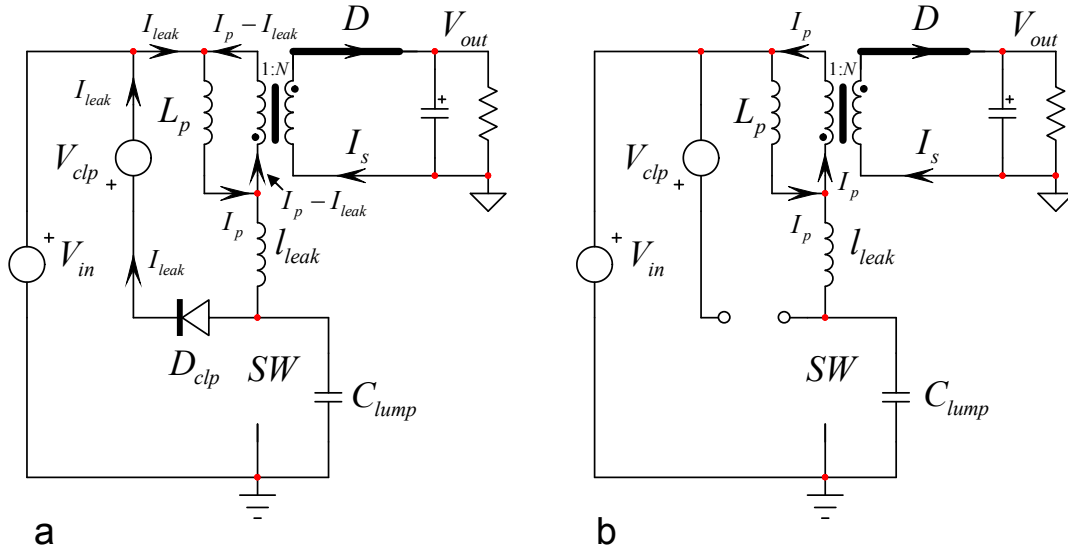 I_leak I_p − I_leak D V_out
1:N
I_leak L_p
V_clp + I_s +
I_p − I_leak
I_p
+ V_in I_leak l_leak
D_clp SW C_lump
a
I_p D V_out
1:N
L_p
V_clp + I_s +
I_p
I_p
+ V_in l_leak
SW C_lump
b